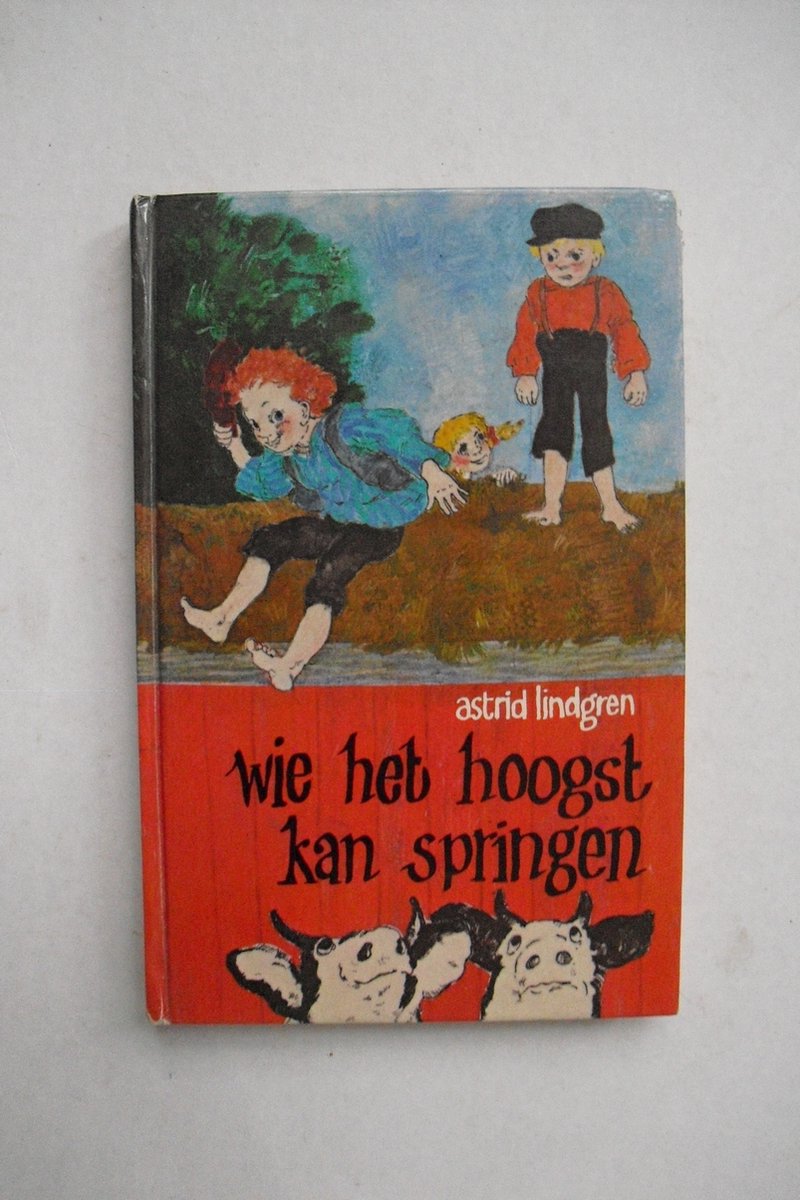 astrid lindgren
wie het hoogst
kan springen